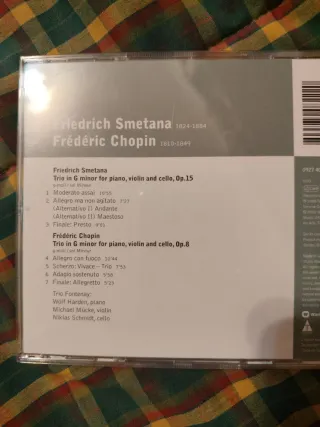 Friedrich Smetana 1824-1884
Frédéric Chopin
Friedrich Smetana
Trio in G minor for piano, violin and cello, Op.15
1 Moderato assai
2 Allegro ma non agitato
(Alternativo I) Andante
(Alternativo II) Maestoso
3 Finale: Presto
Frédéric Chopin
Trio in G minor for piano, violin and cello, Op.8
4 Allegro con fuoco
5 Scherzo: Vivace – Trio
6 Adagio sostenuto
7 Finale: Allegretto
Trio Fontenay:
Wolf Harden, piano
Michael Mücke, violin
Niklas Schmidt, cello